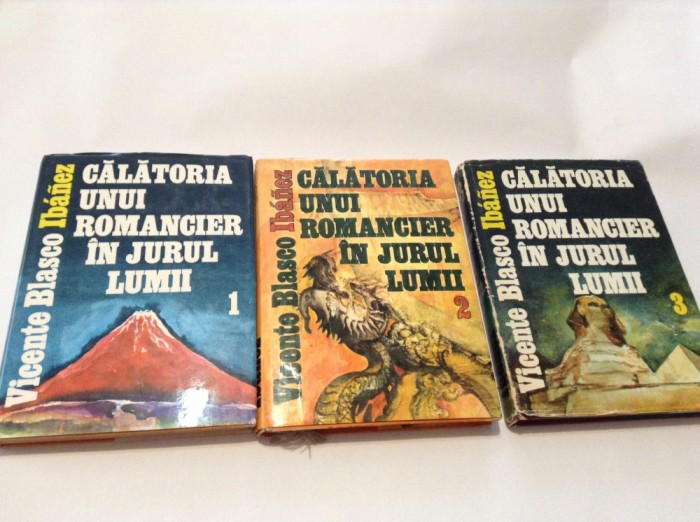 Vicente Blasco Ibáñez
CĂLĂTORIA
UNUI
ROMANCIER
ÎN JURUL
LUMII
1
Vicente Blasco Ibáñez
CĂLĂTORIA
UNUI
ROMANCIER
ÎN JURUL
LUMII
2
Vicente Blasco Ibáñez
CĂLĂTORIA
UNUI
ROMANCIER
ÎN JURUL
LUMII
3